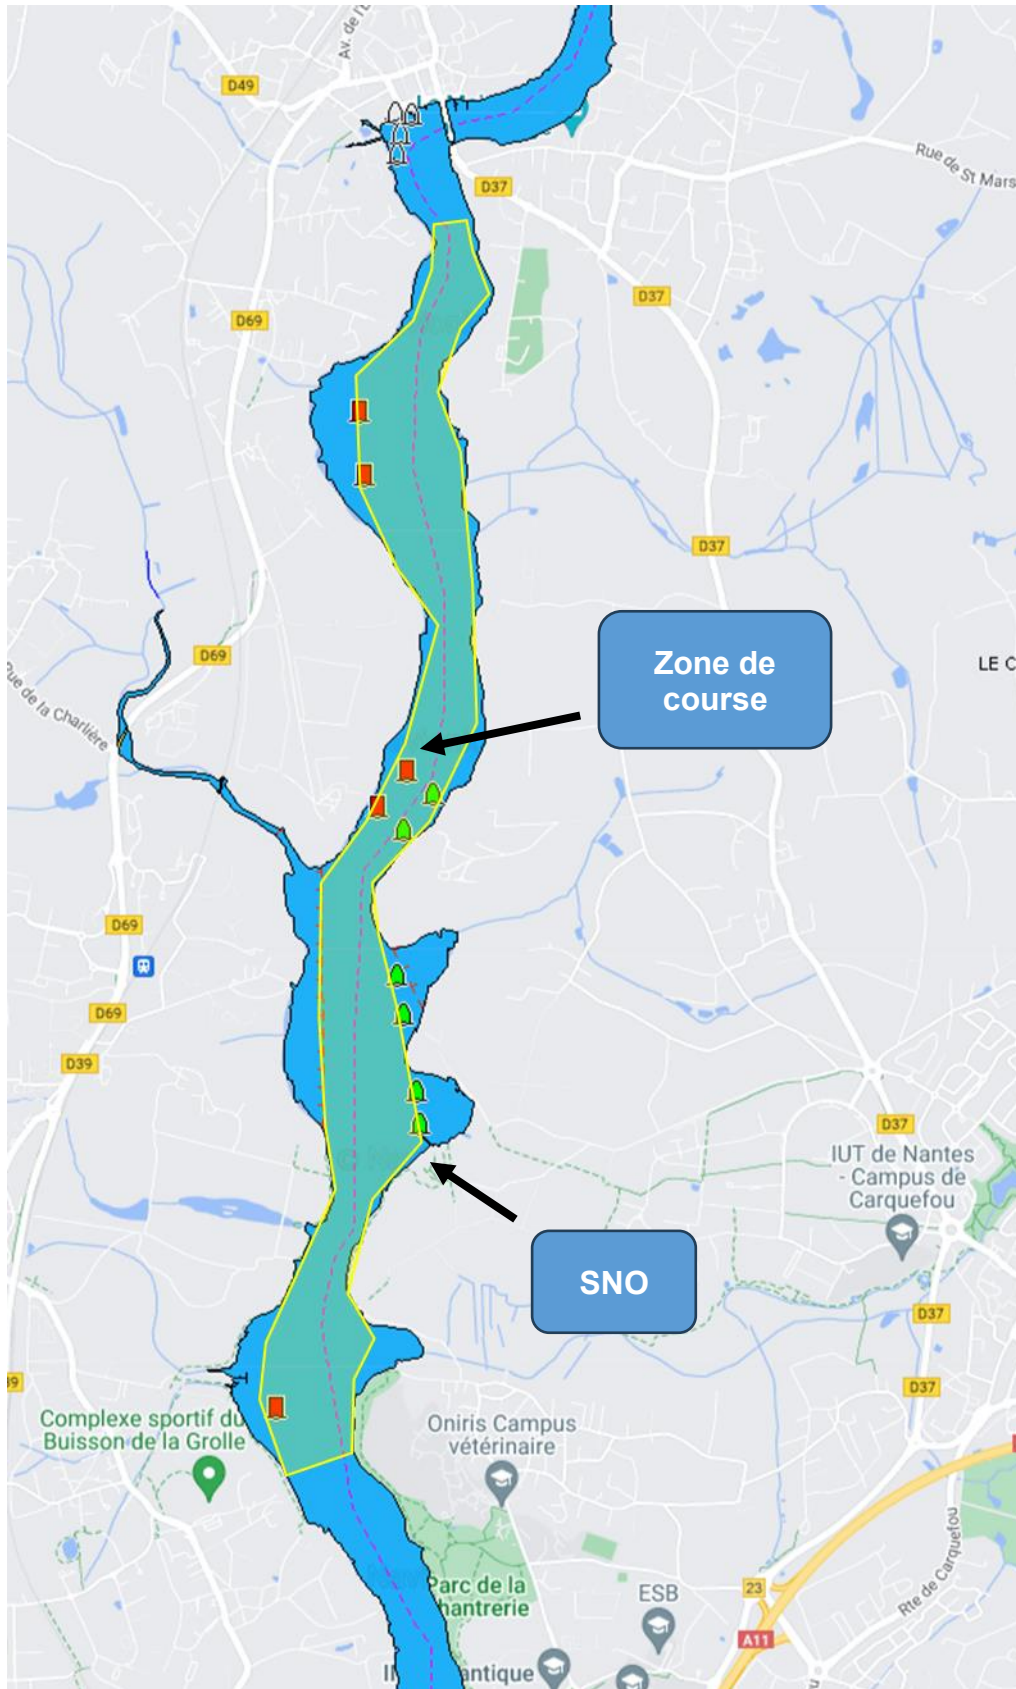 Av. de l'
D49
Rue de St Mars
D37
D37
D69
D37
Zone de
course
D69
LE C
Rue de la Charlière
D69
D69
D39
D37
IUT de Nantes
- Campus de
Carquefou
SNO
D37
39
D37
Complexe sportif du
Buisson de la Grolle
Oniris Campus
vétérinaire
Rte de Carquefou
Parc de la
hantrerie
ESB
23
A11
antique